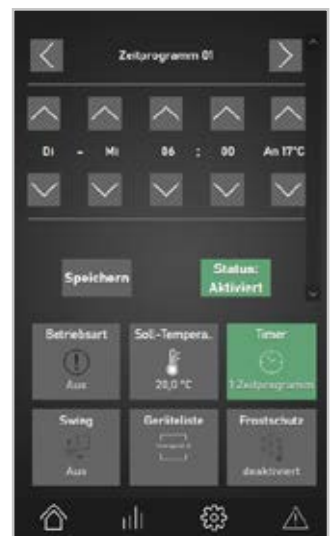 Zeitprogramm 01
Di - Mi 06 : 00 An 17°C
Speichern
Status:
Aktiviert
Betriebsart Soll-Tempera.. Timer
Aus 20,0 °C 1 Zeitprogramm
Swing Geräteliste Frostschutz
Aus deaktiviert